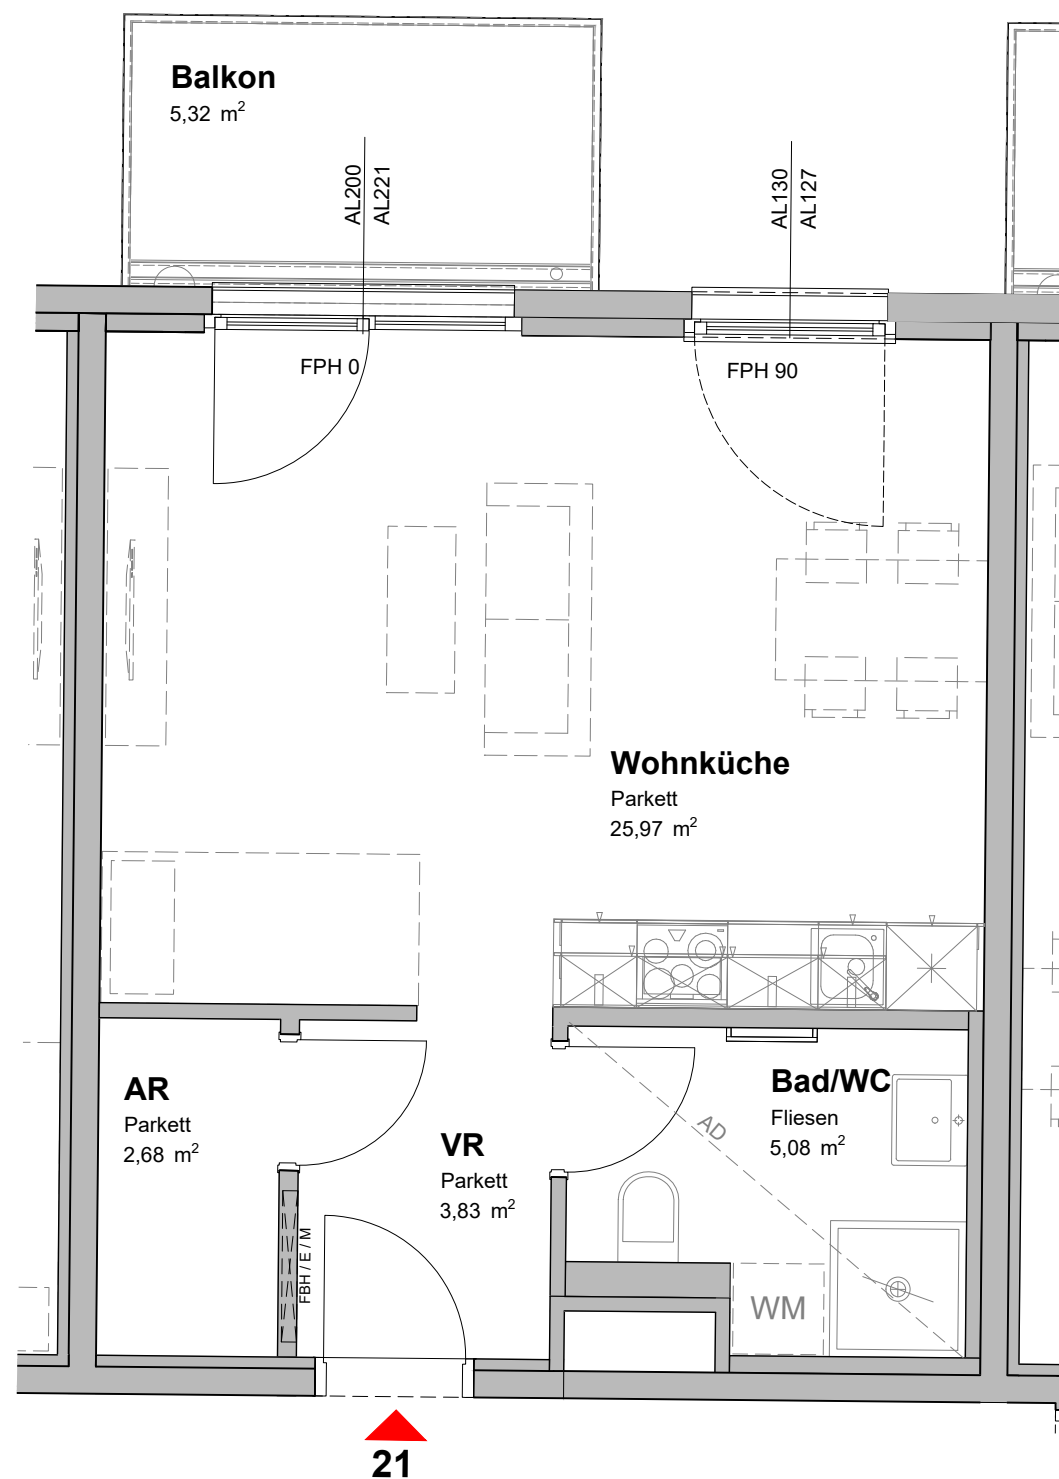 Balkon
5,32 m²
AL200
AL221
AL130
AL127
FPH 0
FPH 90
Wohnküche
Parkett
25,97 m²
AR
Parkett
2,68 m²
VR
Parkett
3,83 m²
Bad/WC
Fliesen
5,08 m²
AD
FBH / E / M
WM
21